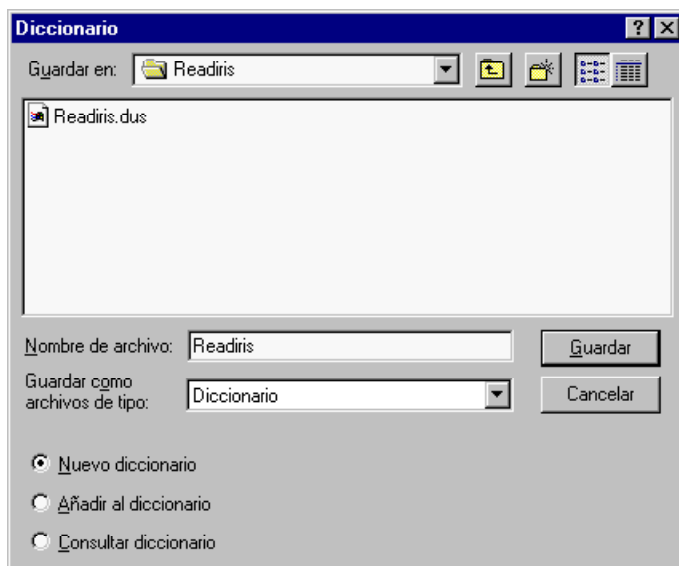 Diccionario
Guardar en: Readiris
Readiris.dus
Nombre de archivo: Readiris Guardar
Guardar como
archivos de tipo: Diccionario Cancelar
Nuevo diccionario
Añadir al diccionario
Consultar diccionario